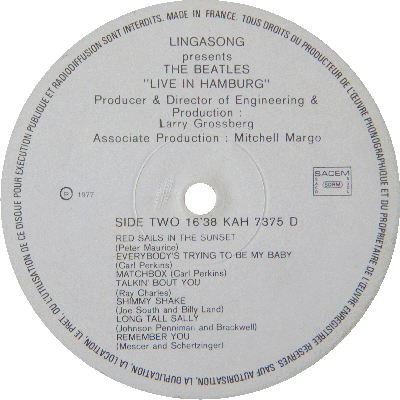 TOUS DROITS DU PRODUCTEUR DE L'ŒUVRE PHONOGRAPHIQUE ET DU PROPRIETAIRE DE L'ŒUVRE ENREGISTREE RESERVES. SAUF AUTORISATION, LA DUPLICATION, LA LOCATION, LE PRET, OU L'UTILISATION DE CE DISQUE POUR EXECUTION PUBLIQUE ET RADIODIFFUSION SONT INTERDITS. MADE IN FRANCE.
LINGASONG
presents
THE BEATLES
"LIVE IN HAMBURG"
Producer & Director of Engineering &
Production :
Larry Grossberg
Associate Production : Mitchell Margo
℗ 1977
SACEM
SDRM
SIDE TWO 16'38 KAH 7375 D
RED SAILS IN THE SUNSET
(Peter Maurice)
EVERYBODY'S TRYING TO BE MY BABY
(Carl Perkins)
MATCHBOX (Carl Perkins)
TALKIN' BOUT YOU
(Ray Charles)
SHIMMY SHAKE
(Joe South and Billy Land)
LONG TALL SALLY
(Johnson Penniman and Brackwell)
REMEMBER YOU
(Mescer and Schertzinger)